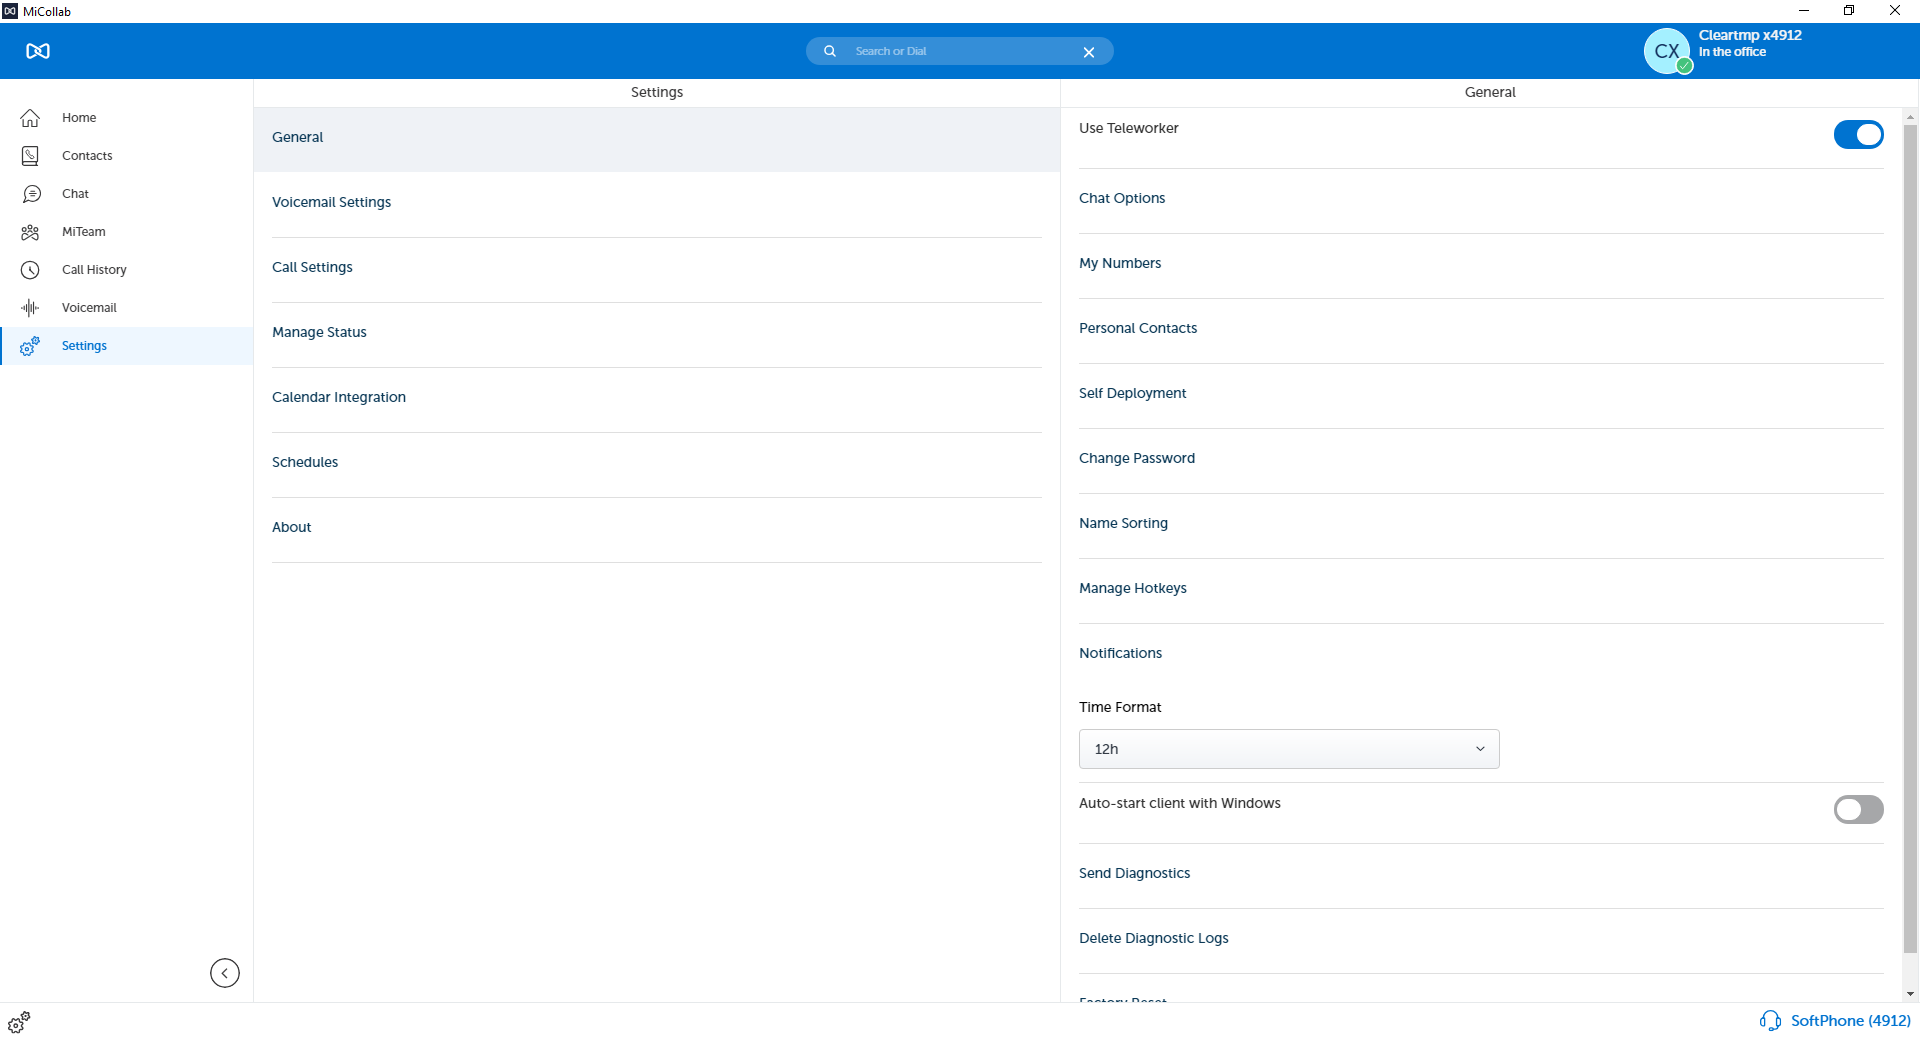 MiCollab
Search or Dial
CX
Cleartmp x4912
In the office
Home
Contacts
Chat
MiTeam
Call History
Voicemail
Settings
Settings
General
Voicemail Settings
Call Settings
Manage Status
Calendar Integration
Schedules
About
General
Use Teleworker
Chat Options
My Numbers
Personal Contacts
Self Deployment
Change Password
Name Sorting
Manage Hotkeys
Notifications
Time Format
12h
Auto-start client with Windows
Send Diagnostics
Delete Diagnostic Logs
Factory Reset
SoftPhone (4912)